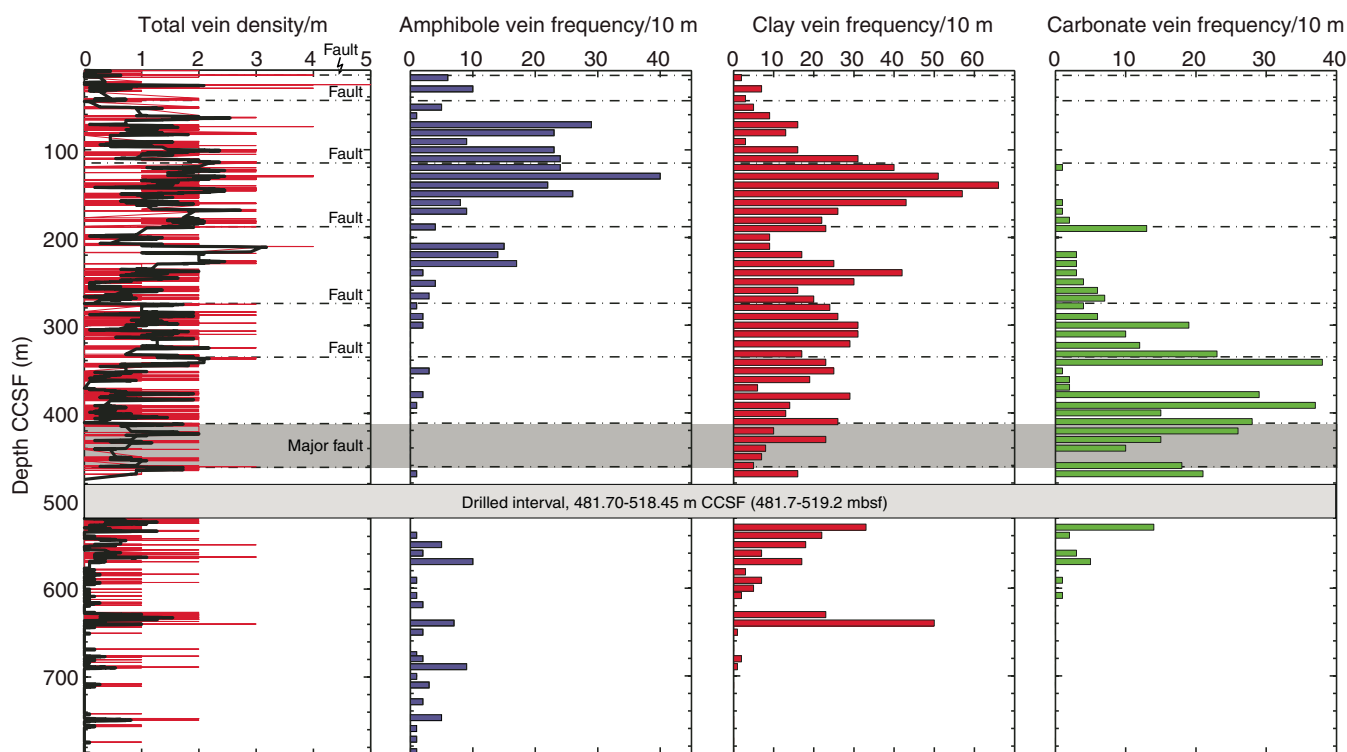 Total vein density/m
Amphibole vein frequency/10 m
Clay vein frequency/10 m
Carbonate vein frequency/10 m
Fault
0 1 2 3 4 5
0 10 20 30 40
0 10 20 30 40 50 60
0 10 20 30 40
Fault
100
Fault
Fault
200
Fault
300
Fault
Depth CCSF (m)
400
Major fault
500
Drilled interval, 481.70-518.45 m CCSF (481.7-519.2 mbsf)
600
700